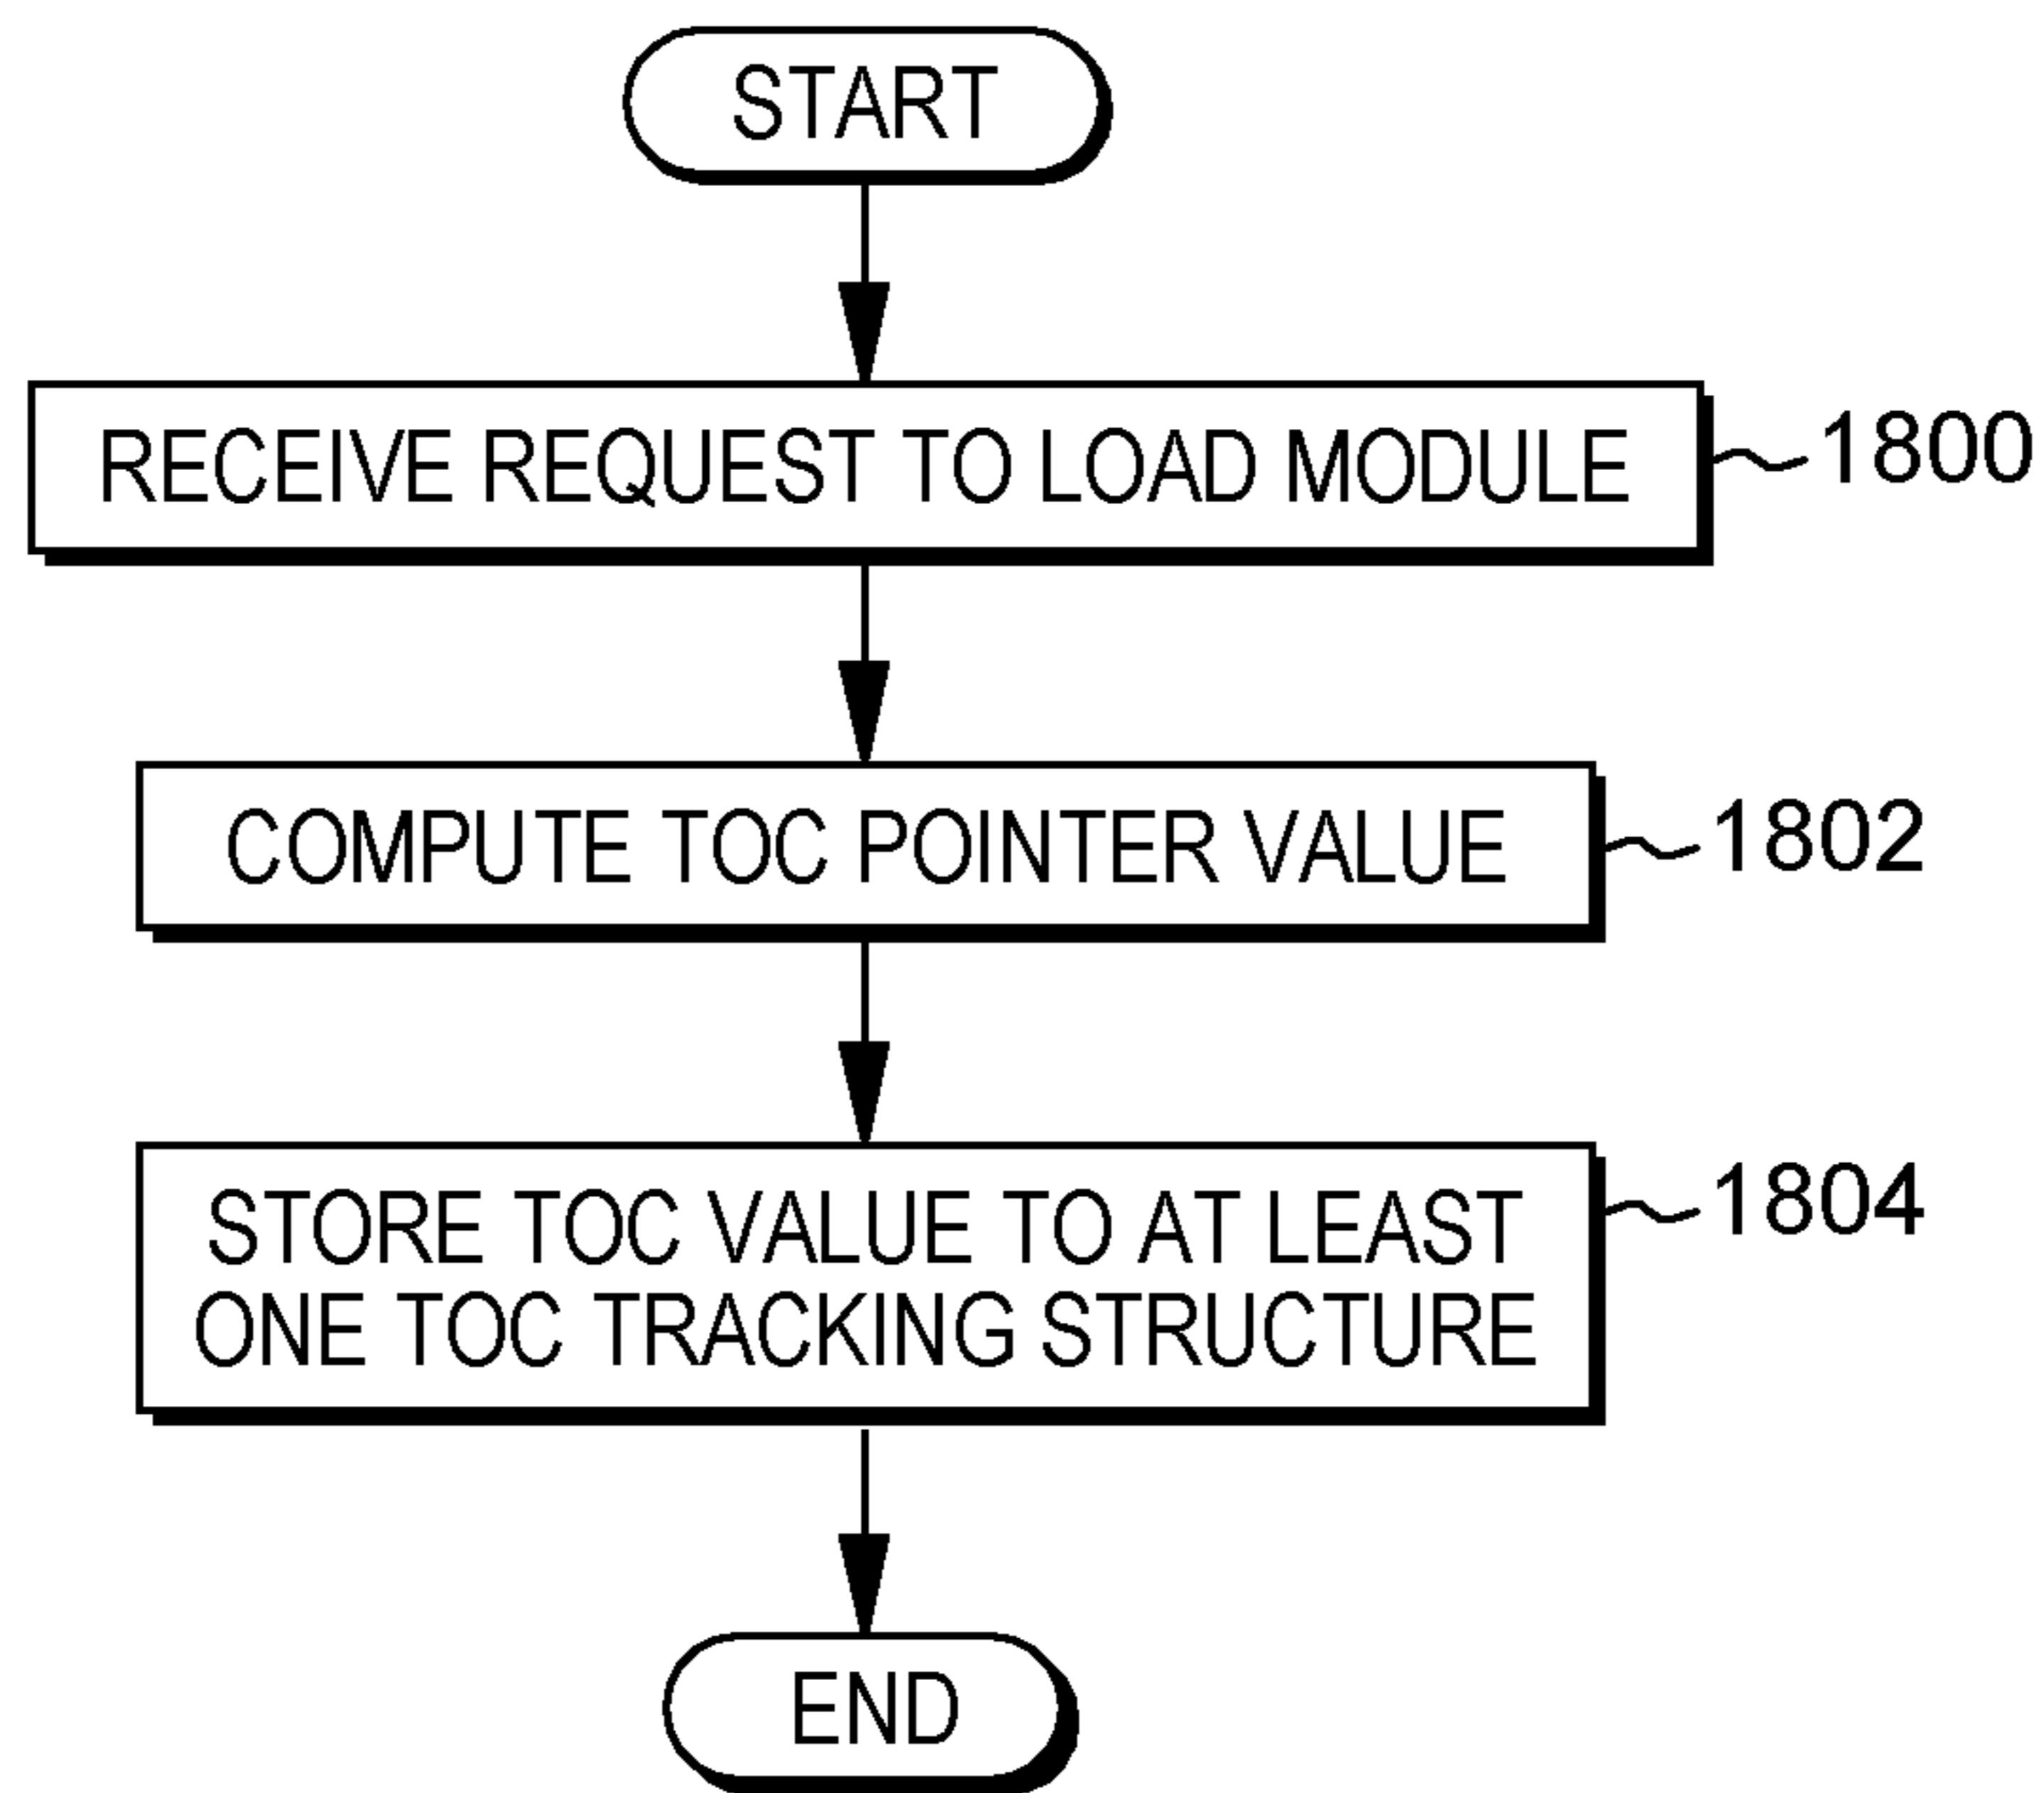 START
RECEIVE REQUEST TO LOAD MODULE
1800
COMPUTE TOC POINTER VALUE
1802
STORE TOC VALUE TO AT LEAST
1804
ONE TOC TRACKING STRUCTURE
END